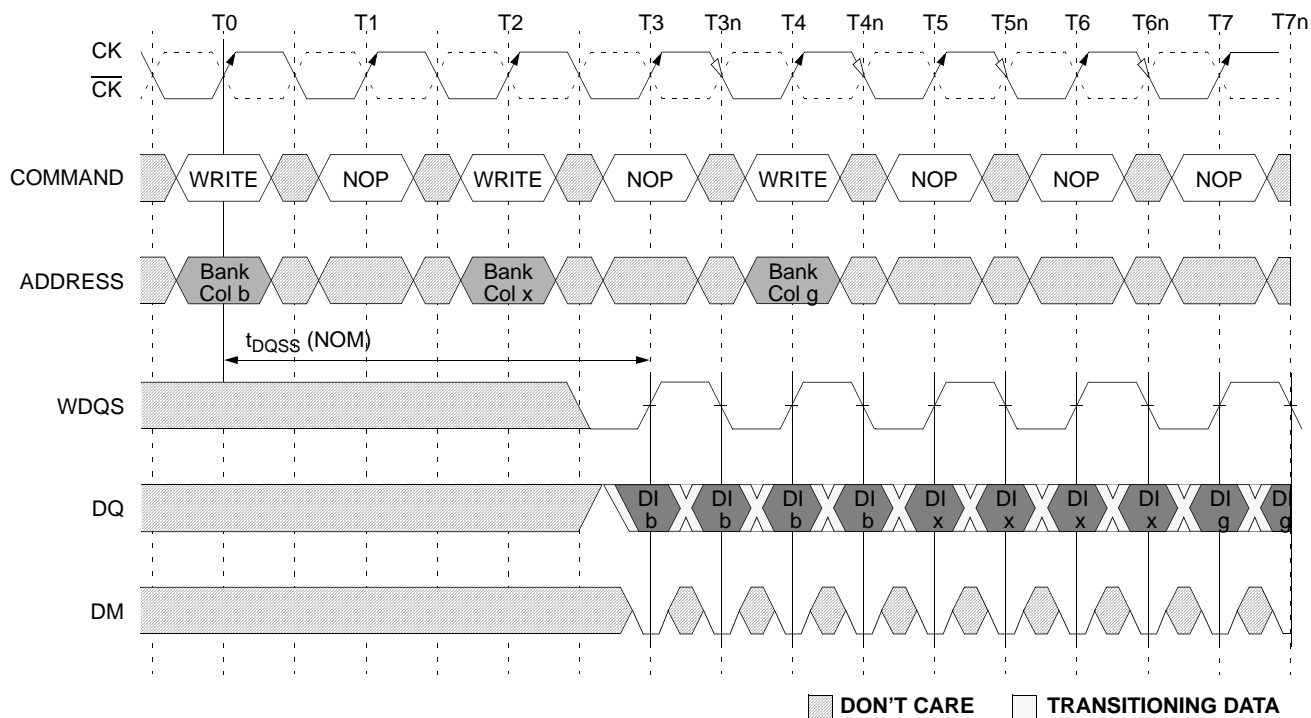 T0 T1 T2 T3 T3n T4 T4n T5 T5n T6 T6n T7 T7n
CK
CK
COMMAND WRITE NOP WRITE NOP WRITE NOP NOP NOP
ADDRESS
Bank Bank Bank
Col b Col x Col g
tDQSS (NOM)
WDQS
DQ
DI DI DI DI DI DI DI DI DI DI
b b b b x x x x g g
DM
DON'T CARE TRANSITIONING DATA